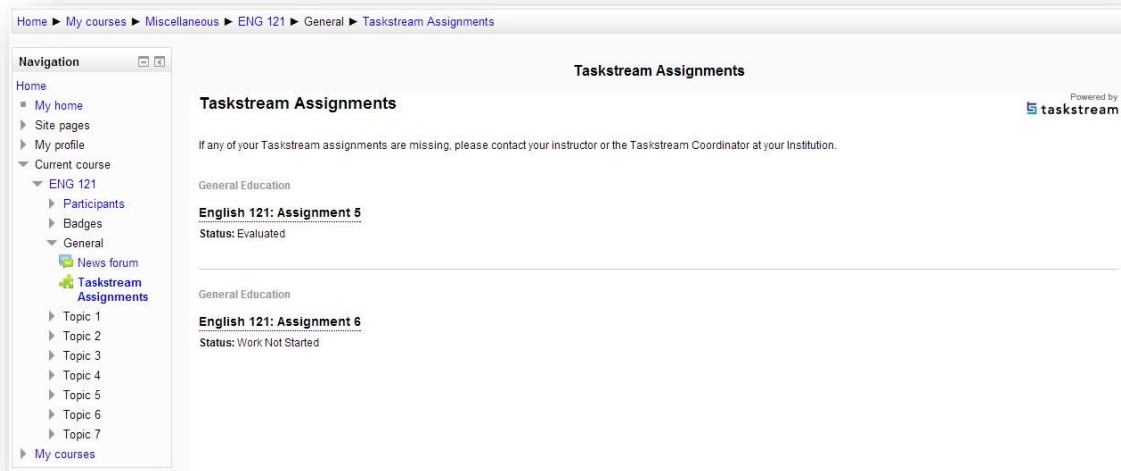 Home ► My courses ► Miscellaneous ► ENG 121 ► General ► Taskstream Assignments
Navigation
Home
My home
Site pages
My profile
Current course
ENG 121
Participants
Badges
General
News forum
Taskstream
Assignments
Topic 1
Topic 2
Topic 3
Topic 4
Topic 5
Topic 6
Topic 7
My courses
Taskstream Assignments
Taskstream Assignments
Powered by
taskstream
If any of your Taskstream assignments are missing, please contact your instructor or the Taskstream Coordinator at your Institution.
General Education
English 121: Assignment 5
Status: Evaluated
General Education
English 121: Assignment 6
Status: Work Not Started